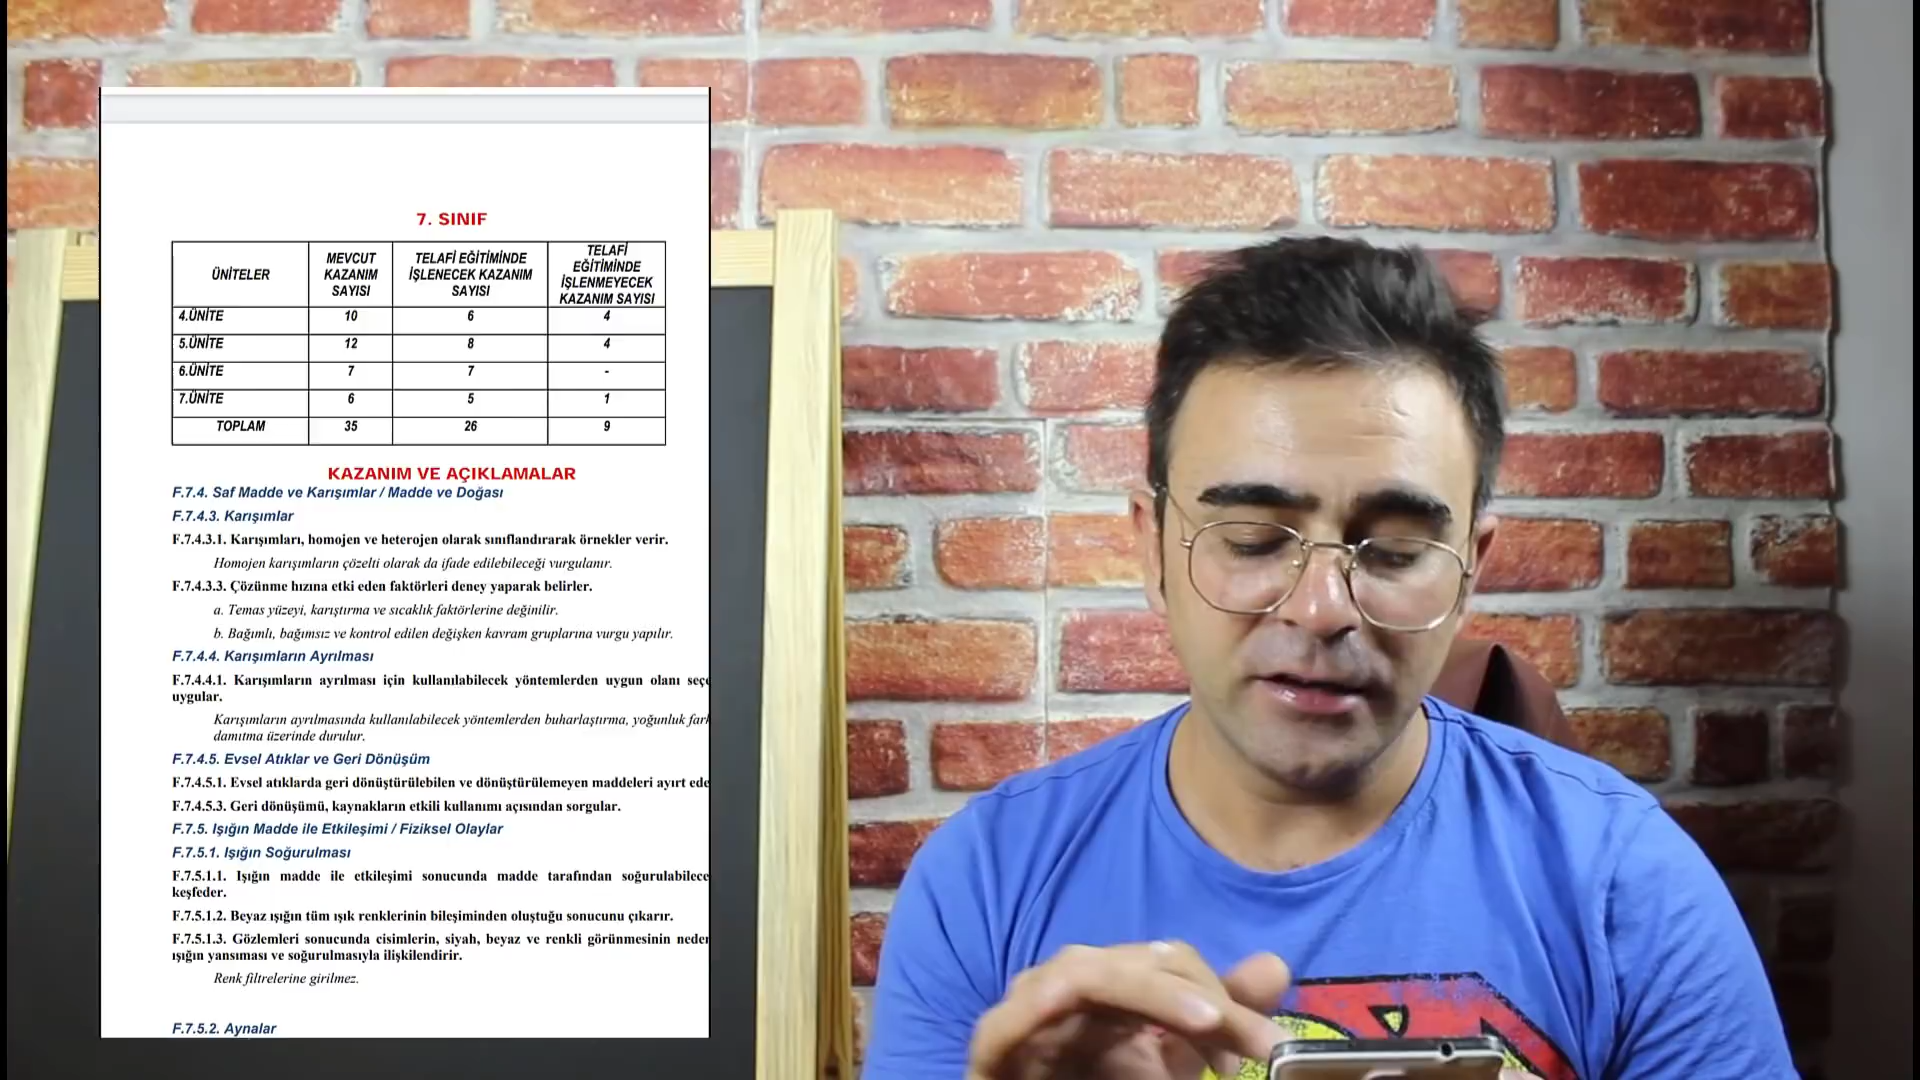 7. SINIF
ÜNİTELER
MEVCUT
KAZANIM
SAYISI
TELAFİ EĞİTİMİNDE
İŞLENECEK KAZANIM
SAYISI
TELAFİ
EĞİTİMİNDE
İŞLENMEYECEK
KAZANIM SAYISI
4.ÜNİTE 10 6 4
5.ÜNİTE 12 8 4
6.ÜNİTE 7 7 -
7.ÜNİTE 6 5 1
TOPLAM 35 26 9
KAZANIM VE AÇIKLAMALAR
F.7.4. Saf Madde ve Karışımlar / Madde ve Doğası
F.7.4.3. Karışımlar
F.7.4.3.1. Karışımları, homojen ve heterojen olarak sınıflandırarak örnekler verir.
Homojen karışımların çözelti olarak da ifade edilebileceği vurgulanır.
F.7.4.3.3. Çözünme hızına etki eden faktörleri deney yaparak belirler.
a. Temas yüzeyi, karıştırma ve sıcaklık faktörlerine değinilir.
b. Bağımlı, bağımsız ve kontrol edilen değişken kavram gruplarına vurgu yapılır.
F.7.4.4. Karışımların Ayrılması
F.7.4.4.1. Karışımların ayrılması için kullanılabilecek yöntemlerden uygun olanı seçe
uygular.
Karışımların ayrılmasında kullanılabilecek yöntemlerden buharlaştırma, yoğunluk fark
damıtma üzerinde durulur.
F.7.4.5. Evsel Atıklar ve Geri Dönüşüm
F.7.4.5.1. Evsel atıklarda geri dönüştürülebilen ve dönüştürülemeyen maddeleri ayırt ede
F.7.4.5.3. Geri dönüşümü, kaynakların etkili kullanımı açısından sorgular.
F.7.5. Işığın Madde ile Etkileşimi / Fiziksel Olaylar
F.7.5.1. Işığın Soğurulması
F.7.5.1.1. Işığın madde ile etkileşimi sonucunda madde tarafından soğurulabilece
keşfeder.
F.7.5.1.2. Beyaz ışığın tüm ışık renklerinin bileşiminden oluştuğu sonucunu çıkarır.
F.7.5.1.3. Gözlemleri sonucunda cisimlerin, siyah, beyaz ve renkli görünmesinin neden
ışığın yansıması ve soğurulmasıyla ilişkilendirir.
Renk filtrelerine girilmez.
F.7.5.2. Aynalar